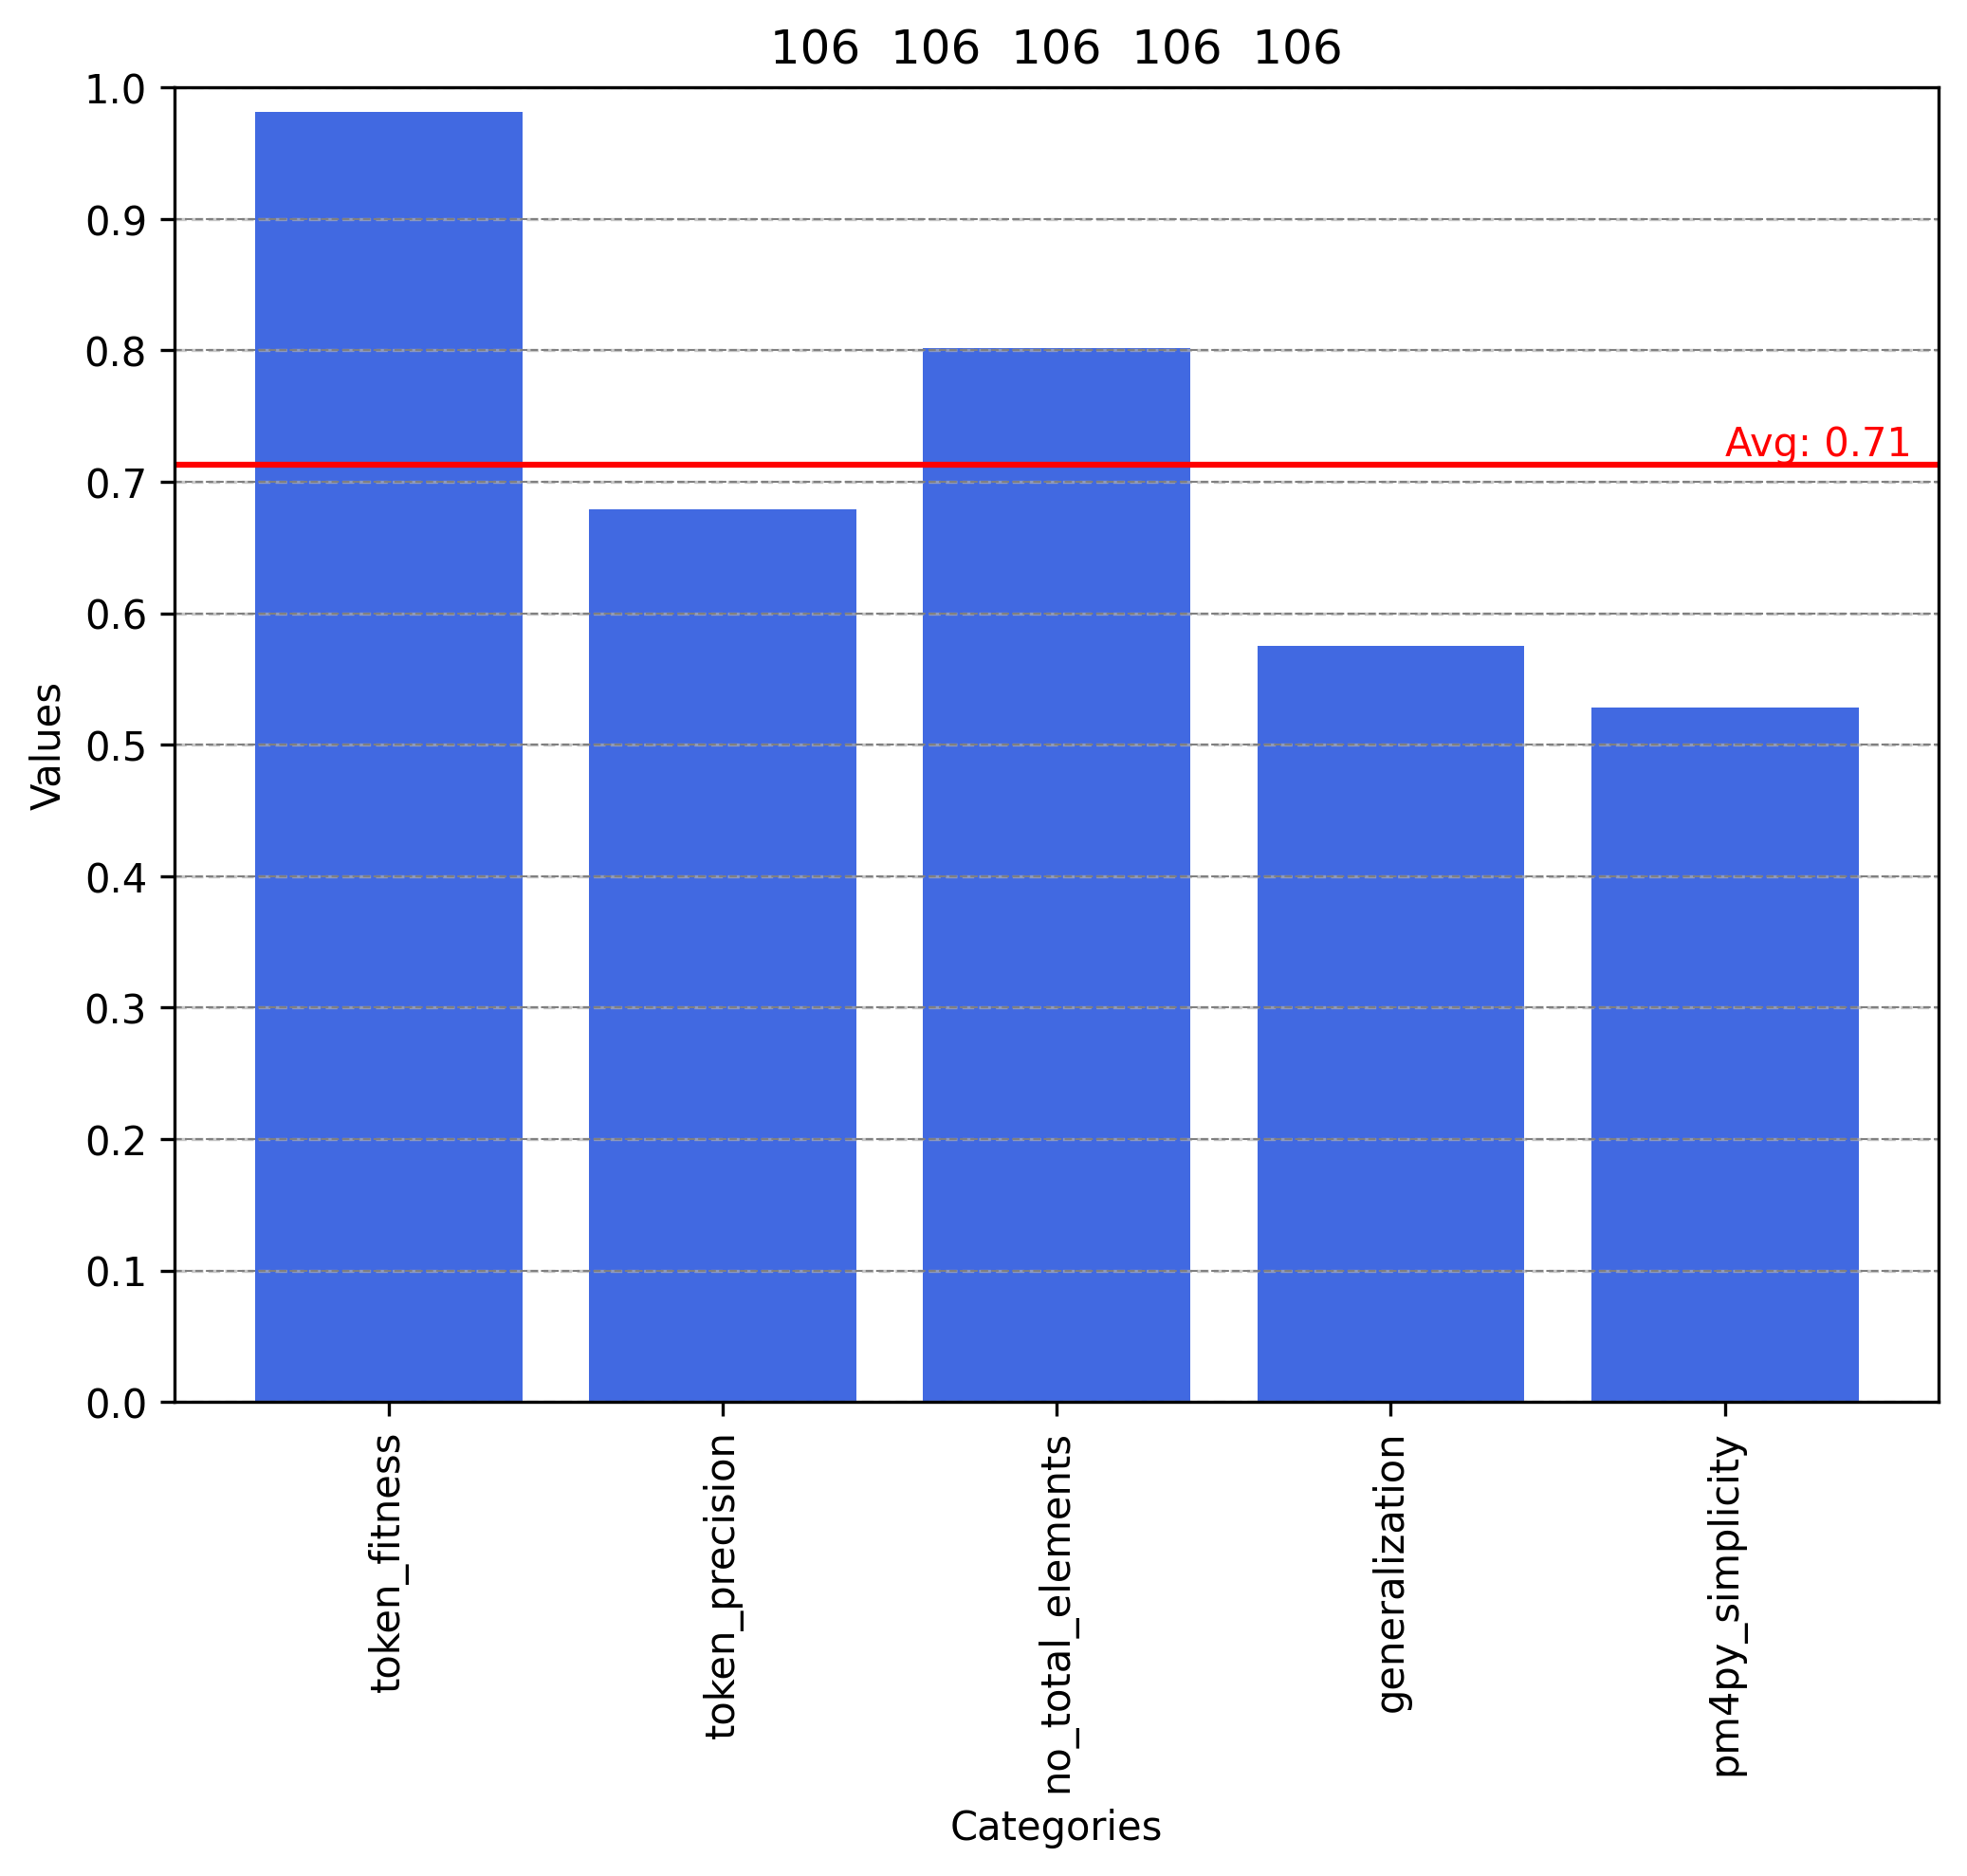 106 106 106 106 106
1.0
0.9
0.8
0.7
0.6
0.5
0.4
0.3
0.2
0.1
0.0
Values
Avg: 0.71
token_fitness
token_precision
no_total_elements
generalization
pm4py_simplicity
Categories